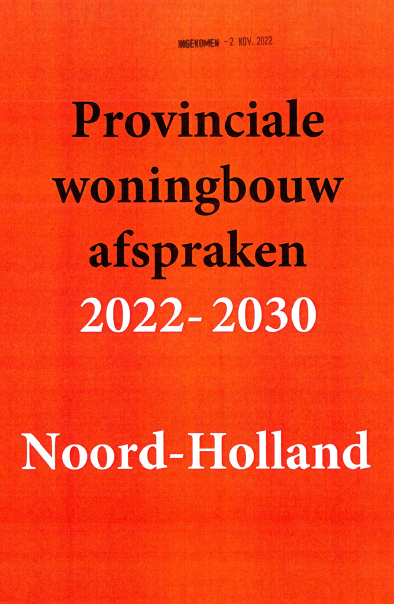 INGEKOMEN - 2 NOV. 2022
Provinciale
woningbouw
afspraken
2022-2030
Noord-Holland